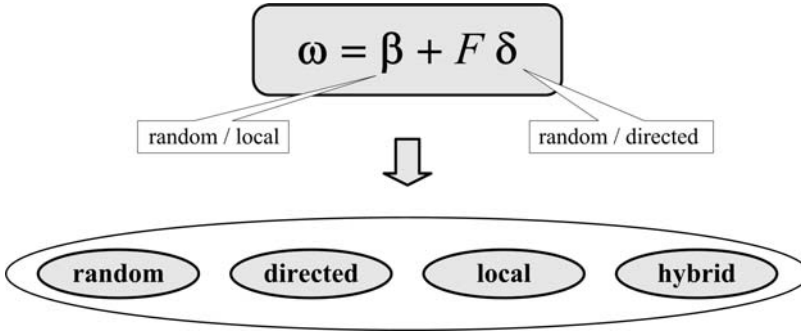 ω = β + F δ
random / local
random / directed
random
directed
local
hybrid